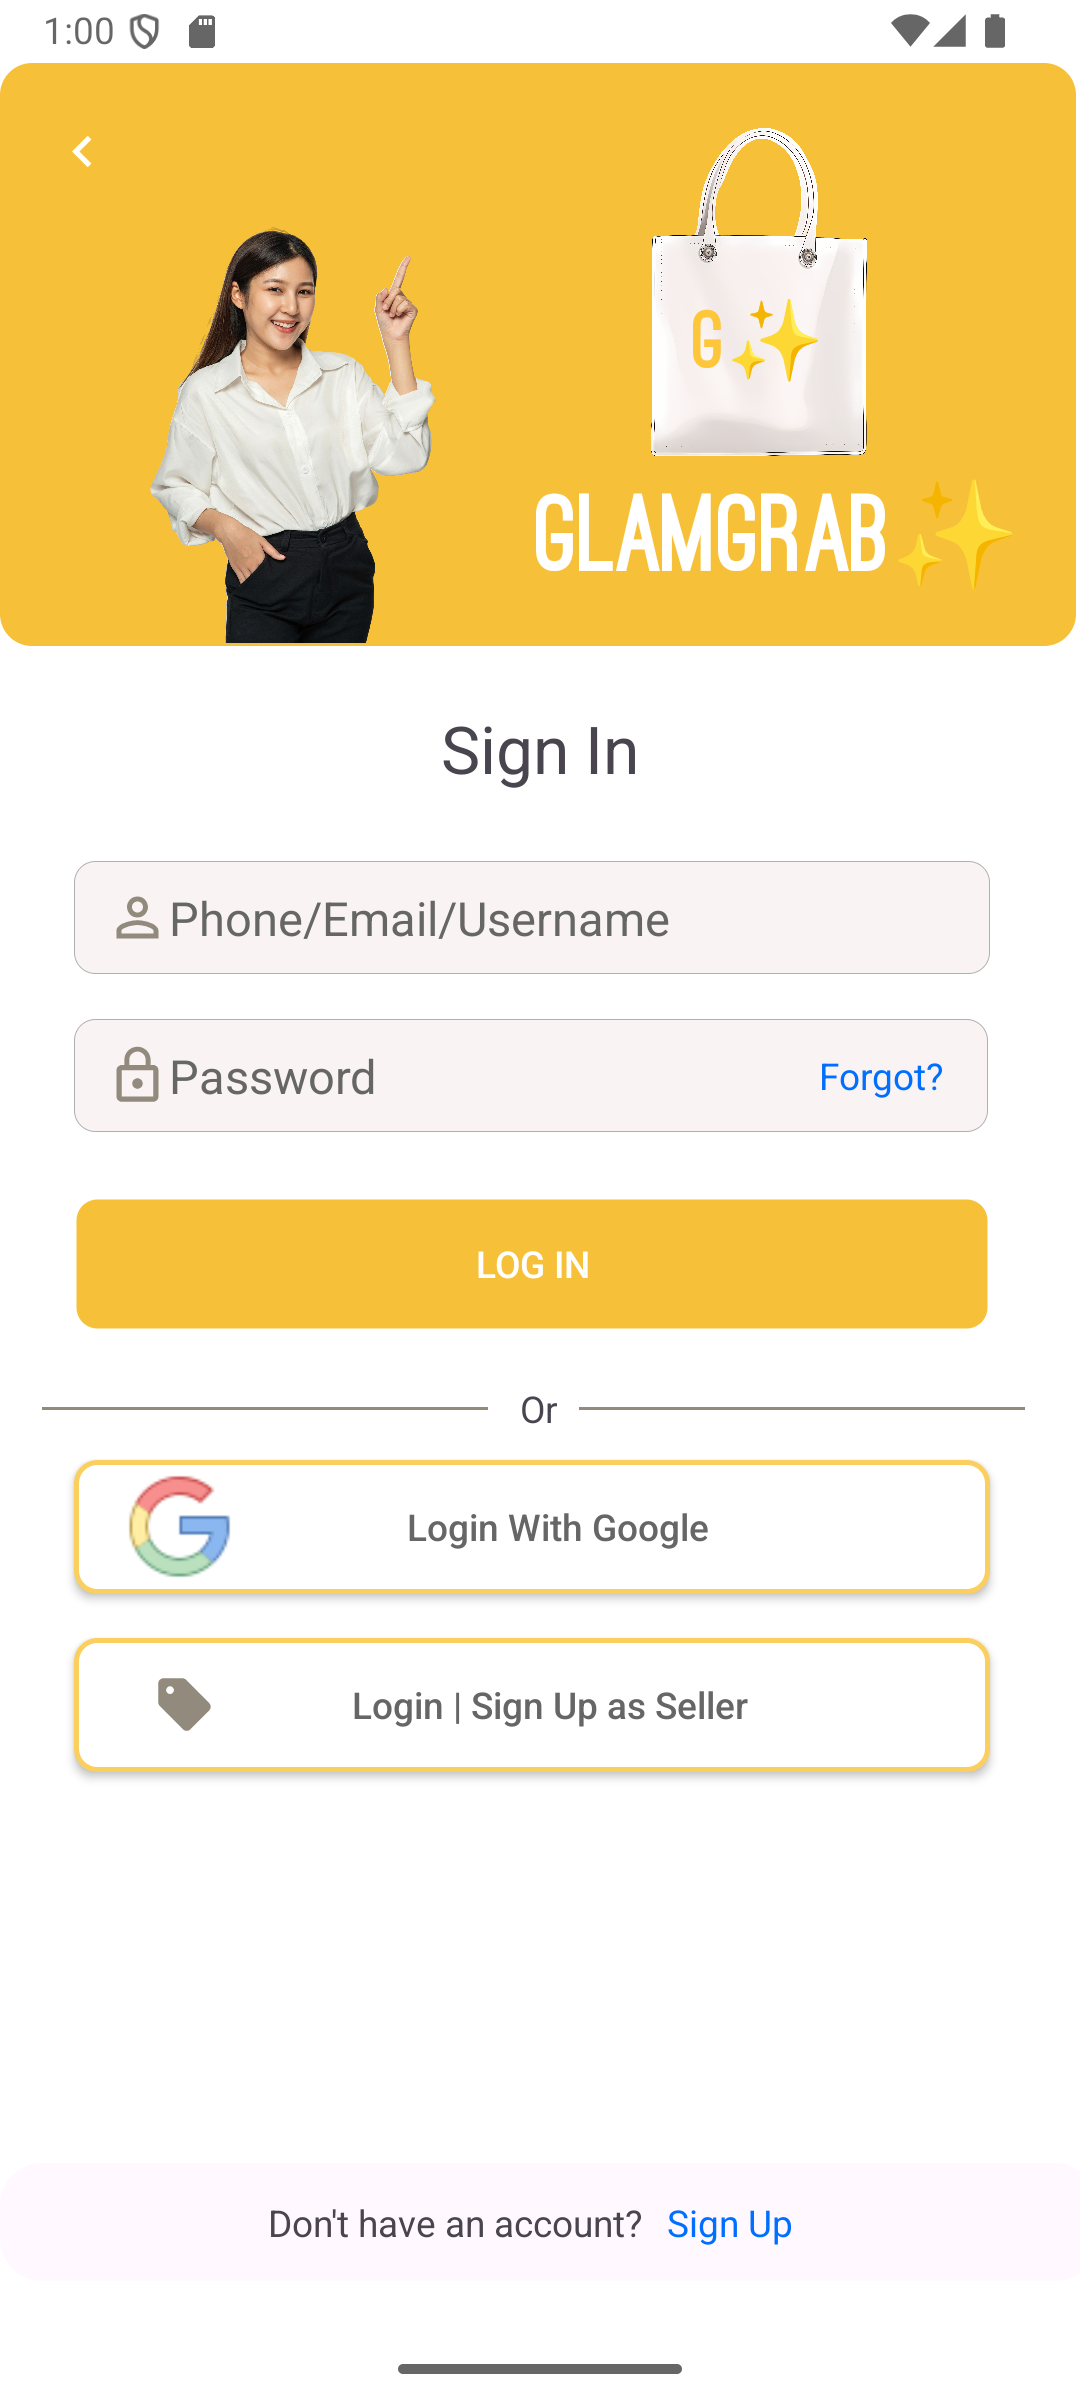 1:00
G
GLAMGRAB
Sign In
Phone/Email/Username
Password
Forgot?
LOG IN
Or
Login With Google
Login | Sign Up as Seller
Don't have an account? Sign Up